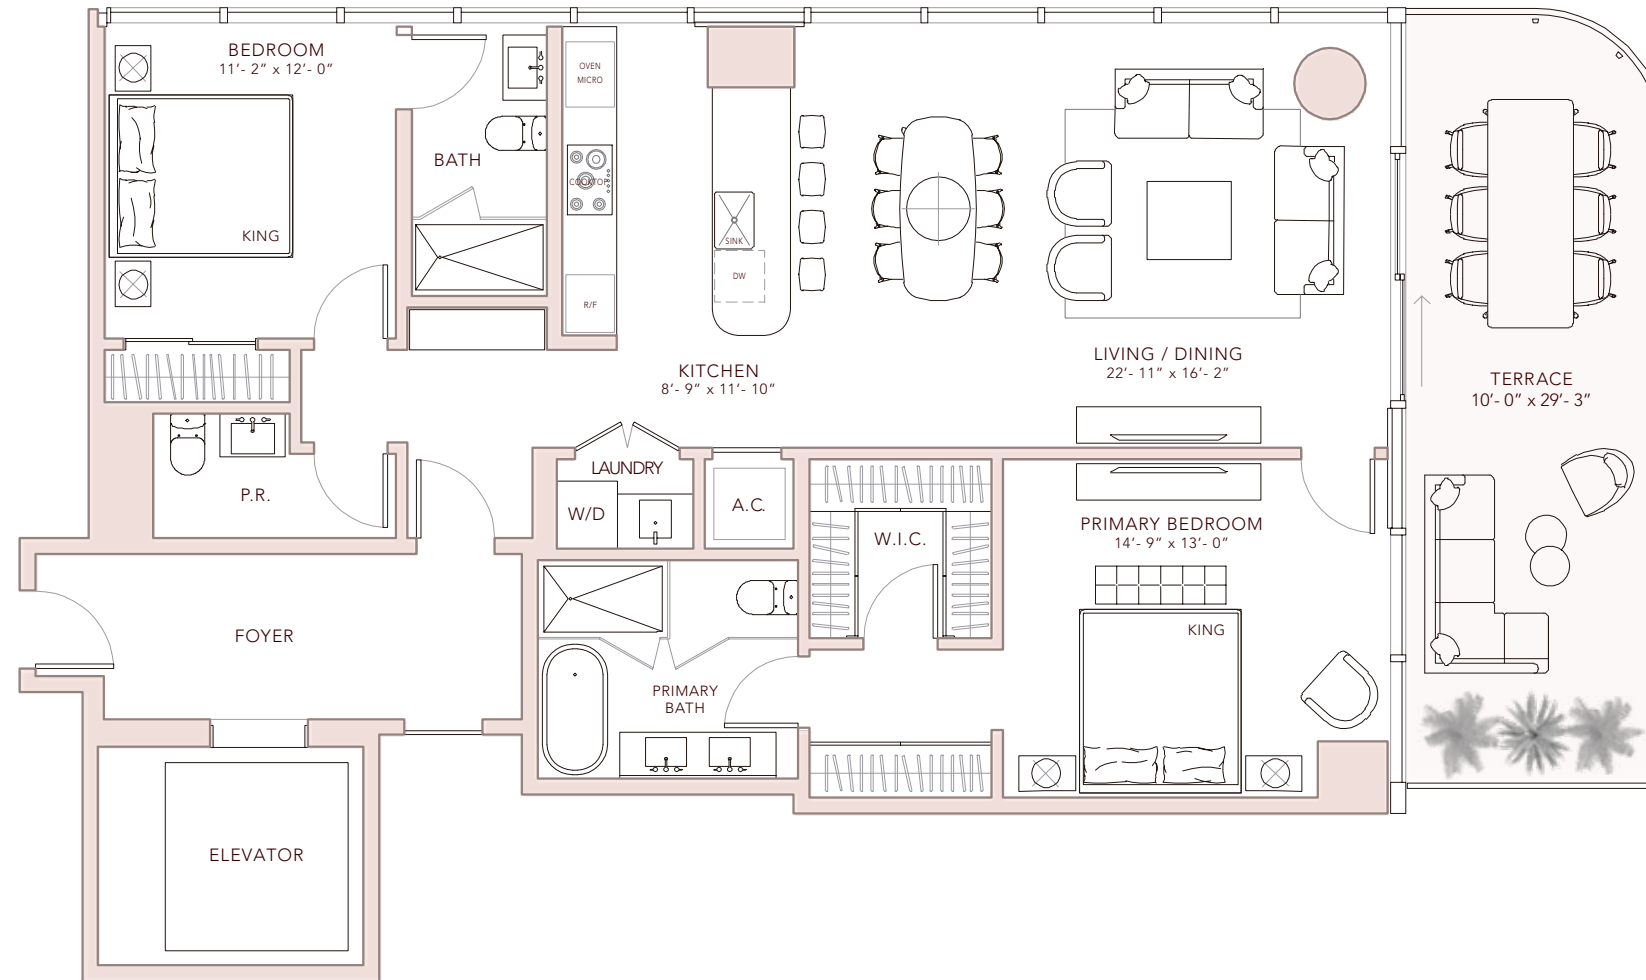 BEDROOM
11'- 2" x 12'- 0"
KING
BATH
OVEN
MICRO
COOKTOP
R/F
SINK
DW
KITCHEN
8'- 9" x 11'- 10"
LIVING / DINING
22'- 11" x 16'- 2"
TERRACE
10'- 0" x 29'- 3"
P.R.
LAUNDRY
W/D
A.C.
W.I.C.
PRIMARY BEDROOM
14'- 9" x 13'- 0"
KING
FOYER
PRIMARY
BATH
ELEVATOR